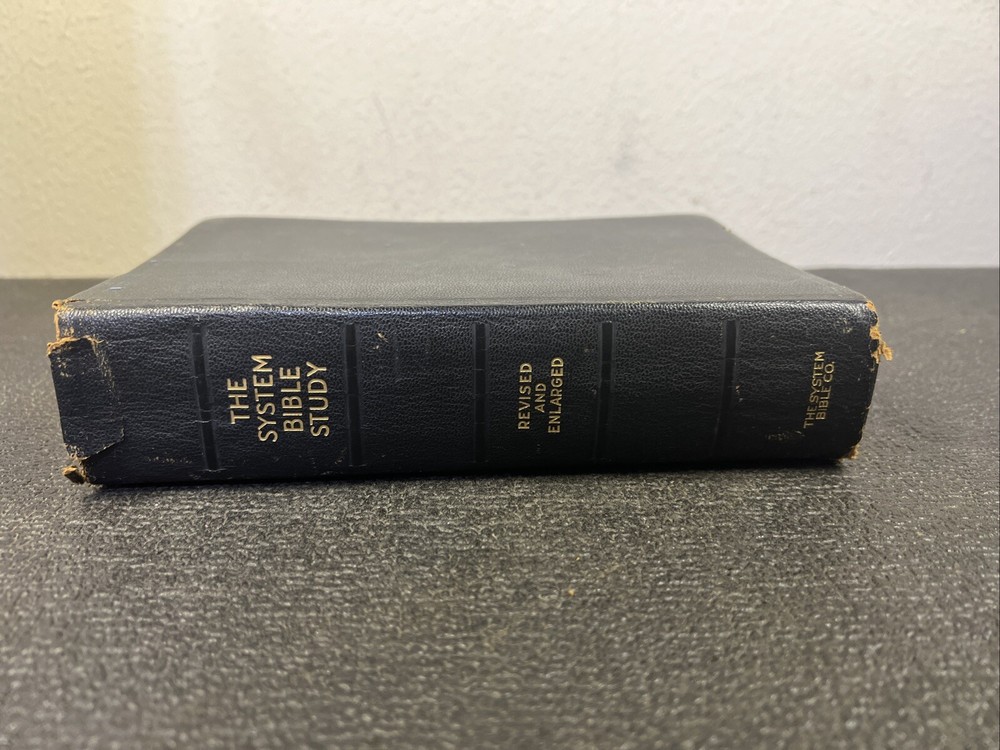 THE
SYSTEM
BIBLE
STUDY
REVISED
AND
ENLARGED
THE SYSTEM
BIBLE CO.